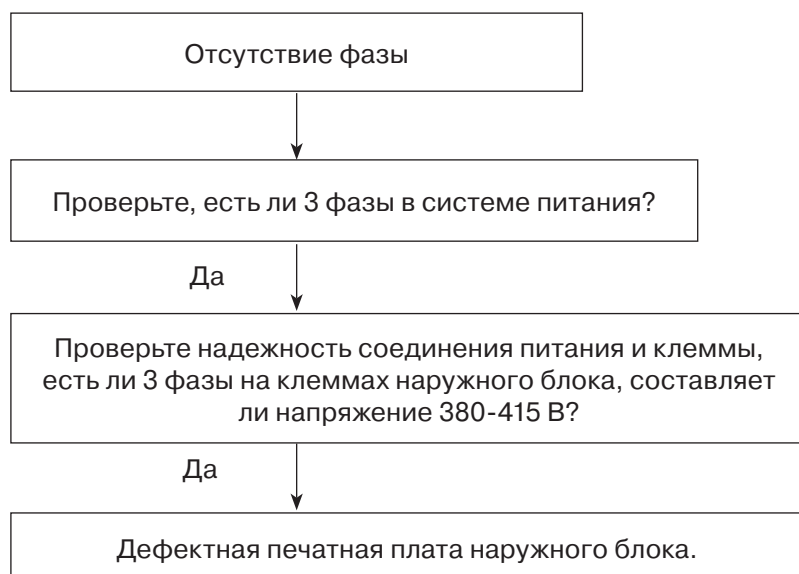 Отсутствие фазы
Проверьте, есть ли 3 фазы в системе питания?
Да
Проверьте надежность соединения питания и клеммы,
есть ли 3 фазы на клеммах наружного блока, составляет
ли напряжение 380-415 В?
Да
Дефектная печатная плата наружного блока.